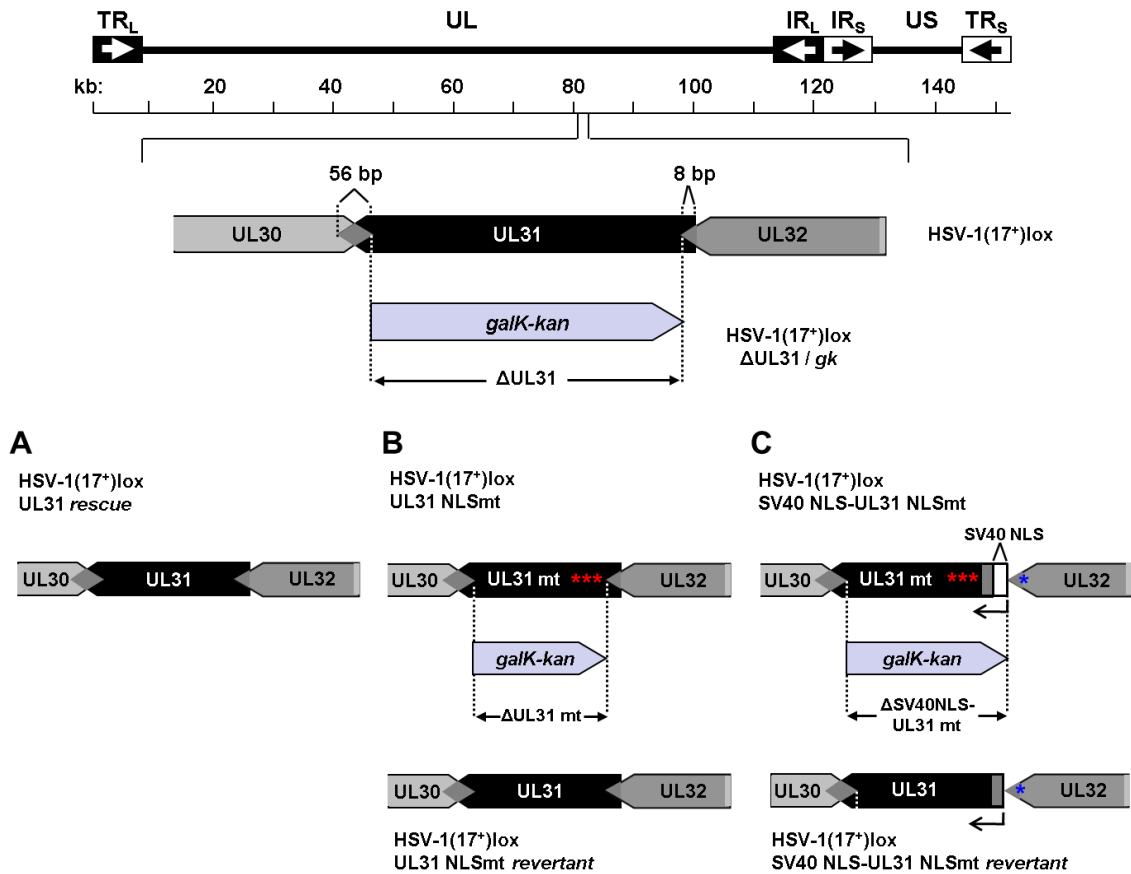 TRL UL IRL IRS US TRS
kb: 20 40 60 80 100 120 140
56 bp 8 bp
UL30 UL31 UL32 HSV-1(17+)lox
galK-kan
HSV-1(17+)lox
ΔUL31 / gk
ΔUL31
A B C
HSV-1(17+)lox
UL31 rescue
HSV-1(17+)lox
UL31 NLSmt
HSV-1(17+)lox
SV40 NLS-UL31 NLSmt
SV40 NLS
UL30 UL31 UL32
UL30 UL31 mt *** UL32
UL30 UL31 mt *** * UL32
galK-kan
galK-kan
ΔUL31 mt
ΔSV40NLS-
UL31 mt
UL30 UL31 UL32
UL30 UL31 * UL32
HSV-1(17+)lox
UL31 NLSmt revertant
HSV-1(17+)lox
SV40 NLS-UL31 NLSmt revertant